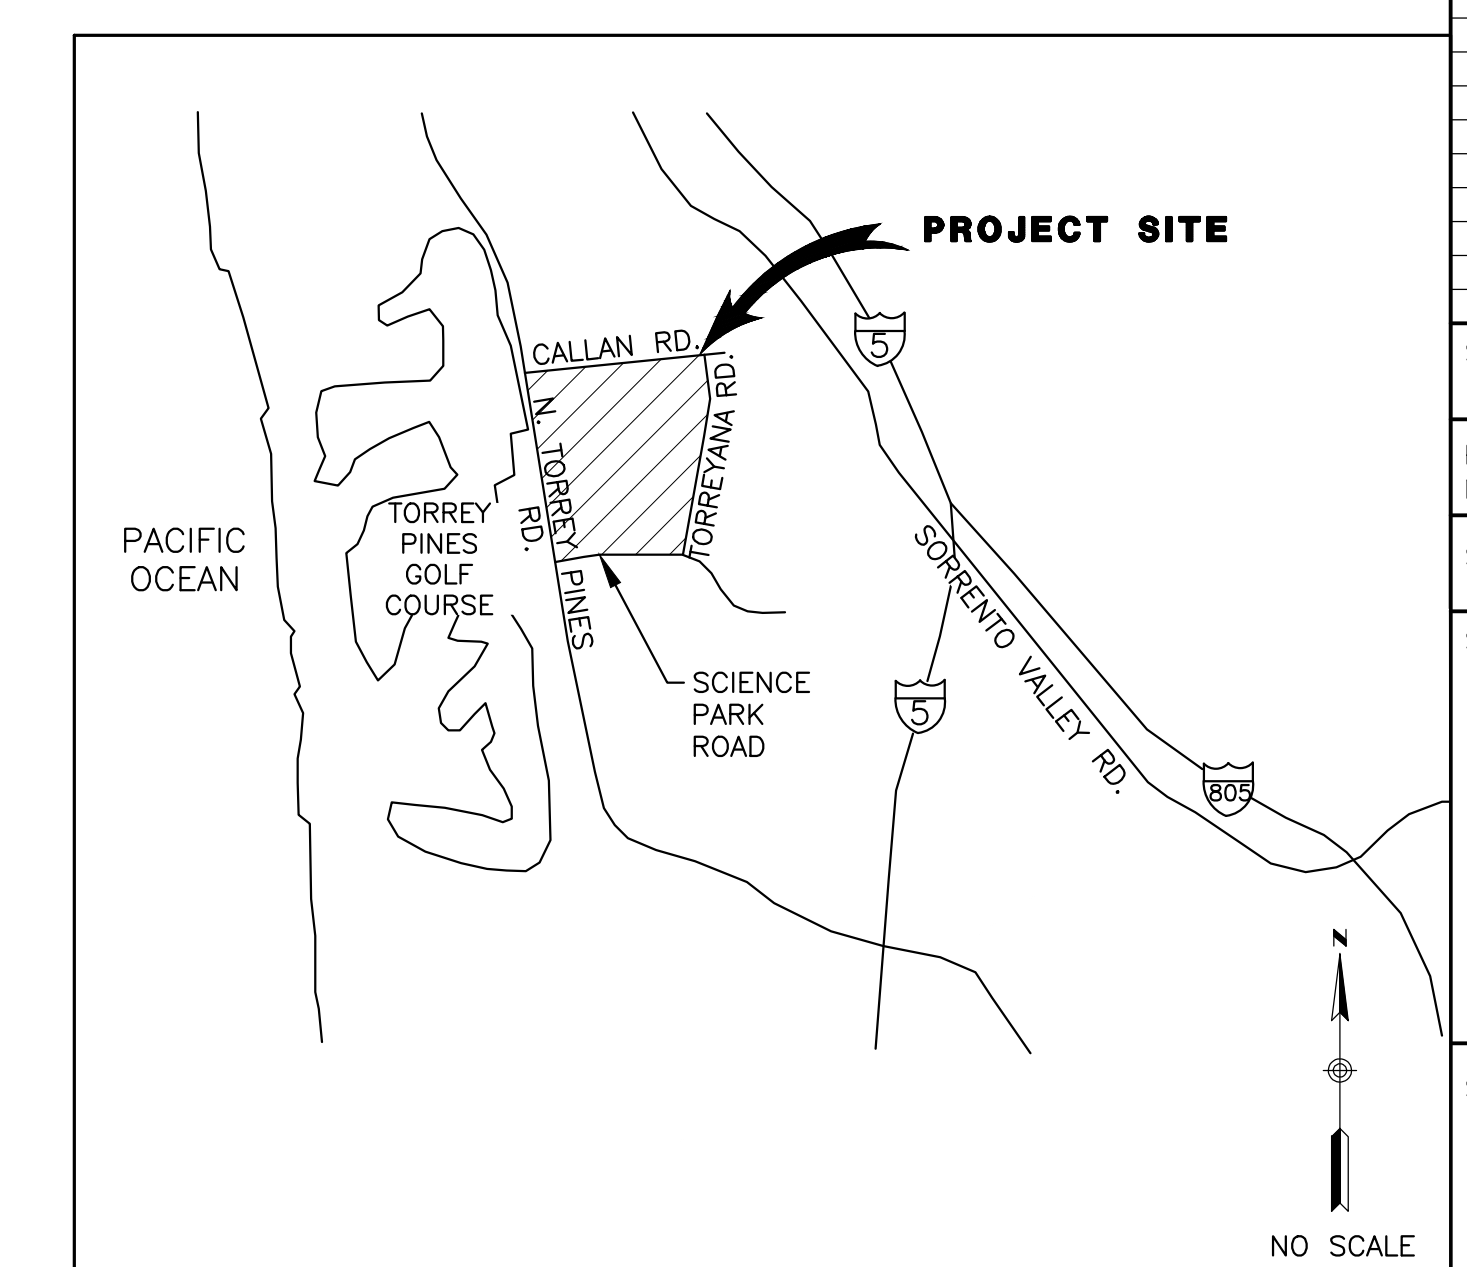 PROJECT SITE
5
CALLAN RD.
N. TORREY PINES
RD.
TORREYANA RD.
TORREY
PINES
GOLF
COURSE
PACIFIC
OCEAN
SORRENTO VALLEY RD.
SCIENCE
PARK
ROAD
5
805
N
NO SCALE